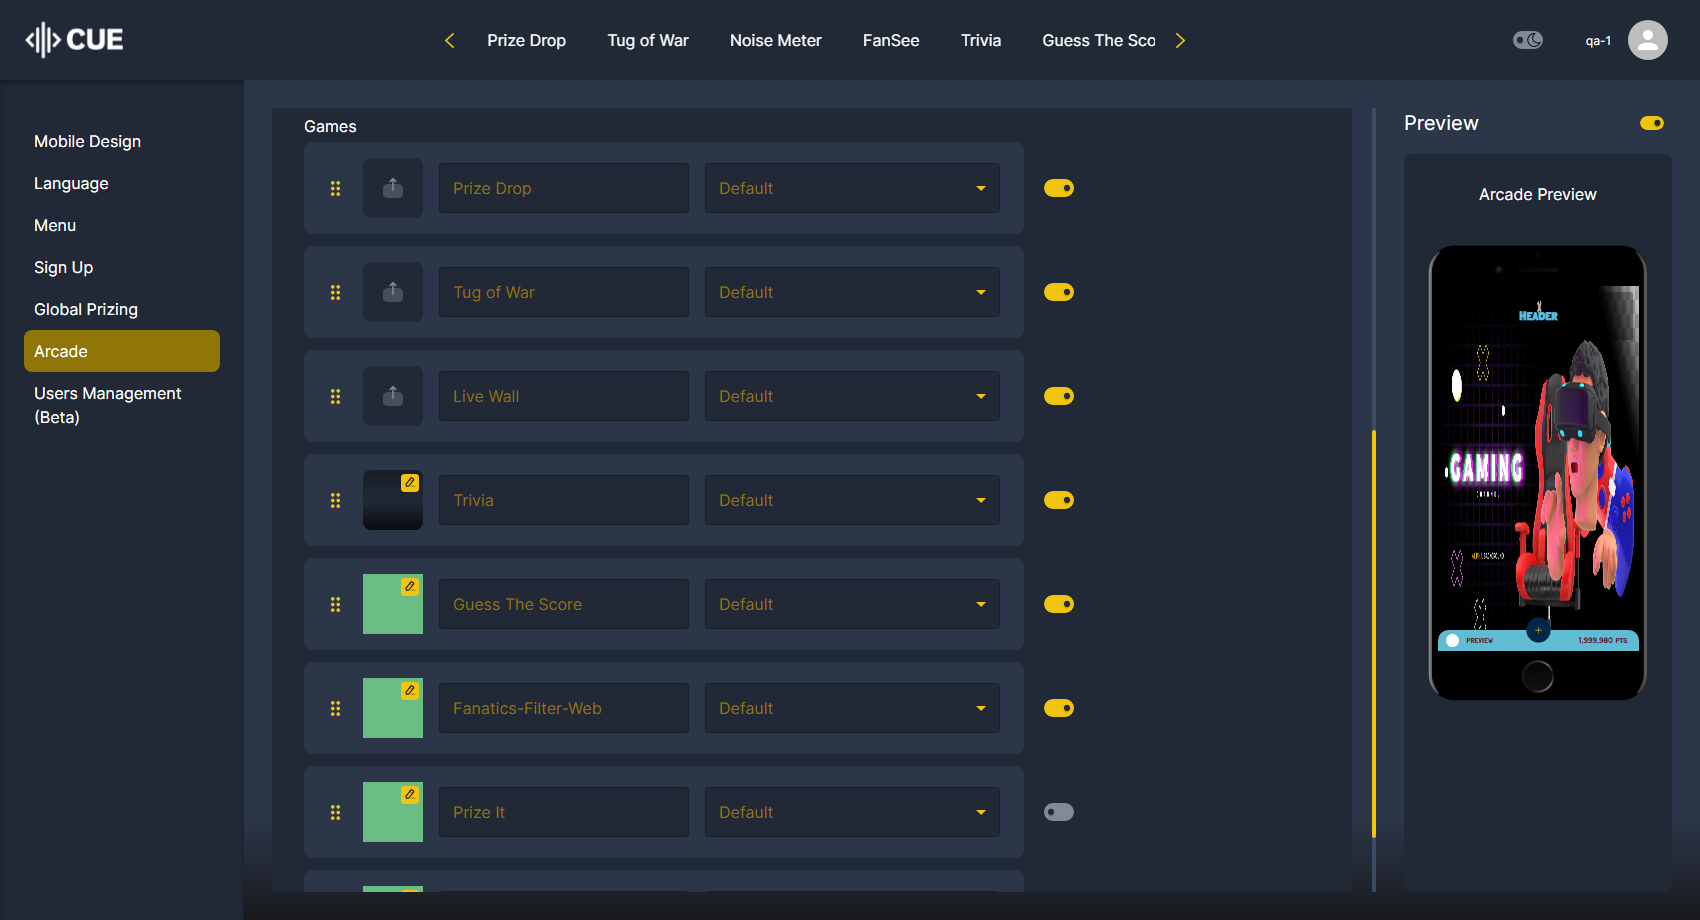 CUE
Prize Drop
Tug of War
Noise Meter
FanSee
Trivia
Guess The Sco
qa-1
Mobile Design
Language
Menu
Sign Up
Global Prizing
Arcade
Users Management
(Beta)
Games
Prize Drop
Default
Tug of War
Default
Live Wall
Default
Trivia
Default
Guess The Score
Default
Fanatics-Filter-Web
Default
Prize It
Default
Preview
Arcade Preview
HEADER
GAMING
CHANNEL
PREVIEW
+
1,999,980 PTS.